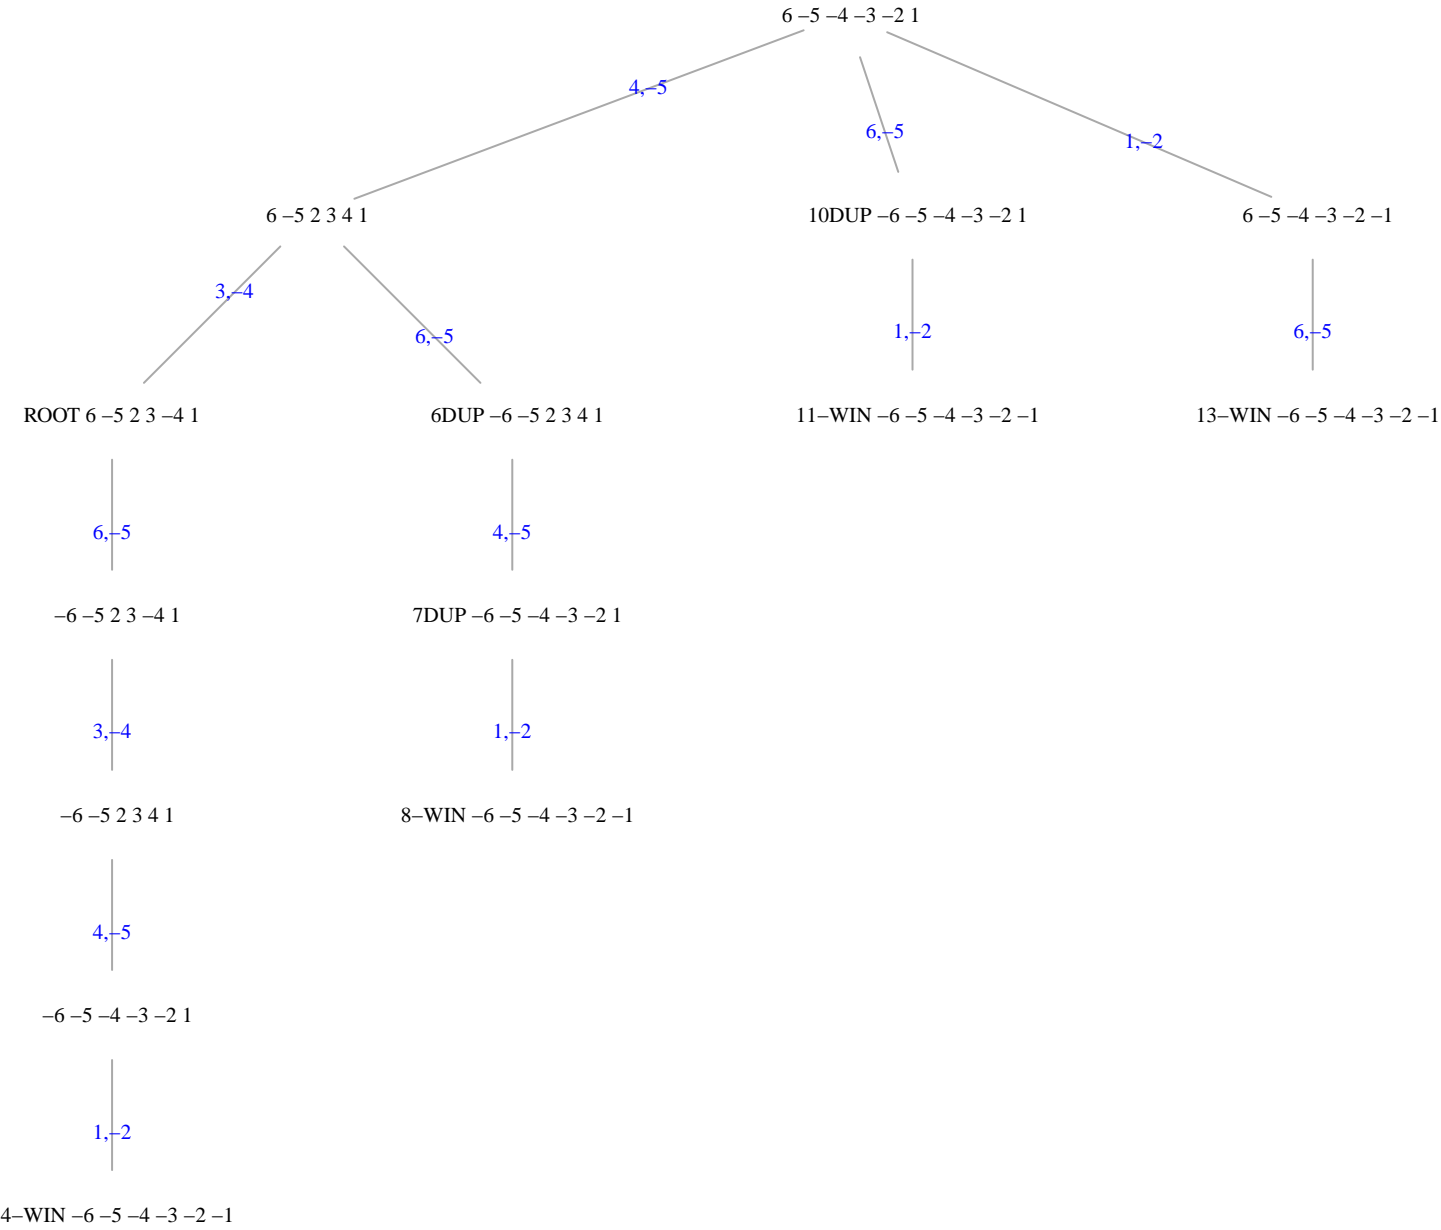 6 –5 –4 –3 –2 1
4,–5
6,–5
1,–2
6 –5 2 3 4 1
10DUP –6 –5 –4 –3 –2 1
6 –5 –4 –3 –2 –1
3,–4
6,–5
1,–2
6,–5
ROOT 6 –5 2 3 –4 1
6DUP –6 –5 2 3 4 1
11–WIN –6 –5 –4 –3 –2 –1
13–WIN –6 –5 –4 –3 –2 –1
6,–5
4,–5
–6 –5 2 3 –4 1
7DUP –6 –5 –4 –3 –2 1
3,–4
1,–2
–6 –5 2 3 4 1
8–WIN –6 –5 –4 –3 –2 –1
4,–5
–6 –5 –4 –3 –2 1
1,–2
4–WIN –6 –5 –4 –3 –2 –1